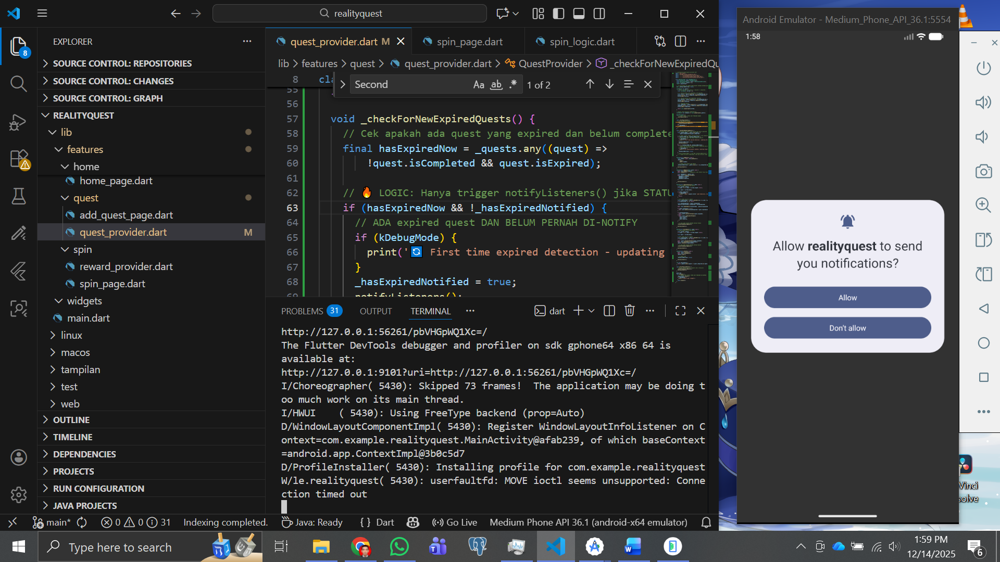 realityquest
EXPLORER
SOURCE CONTROL: REPOSITORIES
SOURCE CONTROL: CHANGES
SOURCE CONTROL: GRAPH
REALITYQUEST
lib
features
home
home_page.dart
quest
add_quest_page.dart
quest_provider.dart M
spin
reward_provider.dart
spin_page.dart
widgets
main.dart
linux
macos
tampilan
test
web
OUTLINE
TIMELINE
DEPENDENCIES
PROJECTS
RUN CONFIGURATION
JAVA PROJECTS
8
quest_provider.dart M
spin_page.dart
spin_logic.dart
lib > features > quest > quest_provider.dart > QuestProvider > _checkForNewExpiredQu
8 cla
Second
Aa ab .* 1 of 2
55
56
57 void _checkForNewExpiredQuests() {
58 // Cek apakah ada quest yang expired dan belum complete
59 final hasExpiredNow = _quests.any((quest) =>
60 !quest.isCompleted && quest.isExpired);
61
62 // 🔥 LOGIC: Hanya trigger notifyListeners() jika STATU
63 if (hasExpiredNow && !_hasExpiredNotified) {
64 // ADA expired quest DAN BELUM PERNAH DI-NOTIFY
65 if (kDebugMode) {
66 print('🔄 First time expired detection - updating
67 }
68 _hasExpiredNotified = true;
69 notifyListeners();
PROBLEMS 31 OUTPUT TERMINAL
dart
http://127.0.0.1:56261/pbVHGpWQ1Xc=/
The Flutter DevTools debugger and profiler on sdk gphone64 x86 64 is
available at:
http://127.0.0.1:9101?uri=http://127.0.0.1:56261/pbVHGpWQ1Xc=/
I/Choreographer( 5430): Skipped 73 frames!  The application may be doing t
oo much work on its main thread.
I/HWUI    ( 5430): Using FreeType backend (prop=Auto)
D/WindowLayoutComponentImpl( 5430): Register WindowLayoutInfoListener on C
ontext=com.example.realityquest.MainActivity@afab239, of which baseContext
=android.app.ContextImpl@3b0c5d7
D/ProfileInstaller( 5430): Installing profile for com.example.realityquest
W/le.realityquest( 5430): userfaultfd: MOVE ioctl seems unsupported: Conne
ction timed out
main* 0 0 31 Indexing completed. Java: Ready { } Dart Go Live Medium Phone API 36.1 (android-x64 emulator)
Android Emulator - Medium_Phone_API_36.1:5554
1:58
Allow realityquest to send
you notifications?
Allow
Don't allow
Vinci
solve
Type here to search
1:59 PM
12/14/2025
6